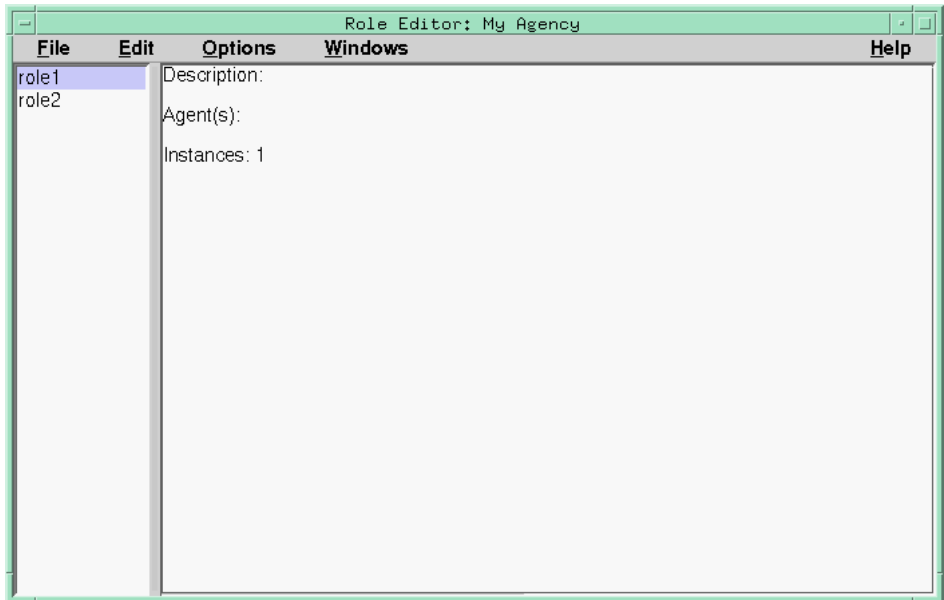 Role Editor: My Agency
File Edit Options Windows Help
role1
role2
Description:
Agent(s):
Instances: 1